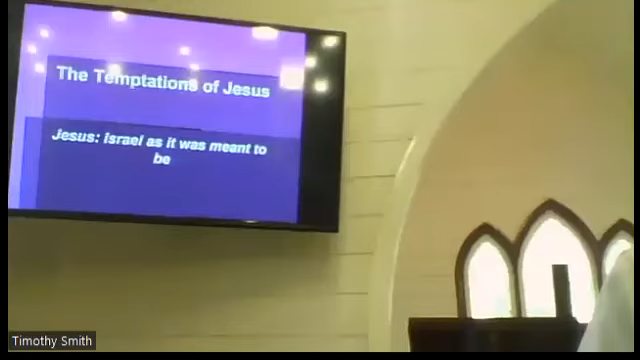 The Temptations of Jesus
Jesus: Israel as it was meant to
be
Timothy Smith